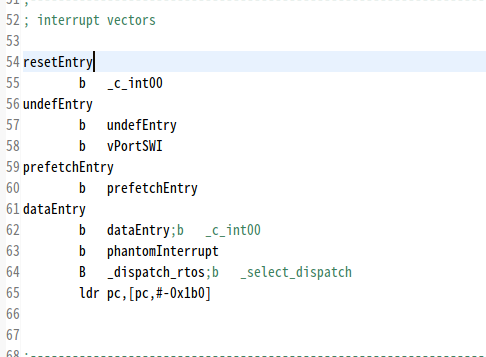 51;
52 ; interrupt vectors
53
54 resetEntry
55 b _c_int00
56 undefEntry
57 b undefEntry
58 b vPortSWI
59 prefetchEntry
60 b prefetchEntry
61 dataEntry
62 b dataEntry;b _c_int00
63 b phantomInterrupt
64 B _dispatch_rtos;b _select_dispatch
65 ldr pc,[pc,#-0x1b0]
66
67
68 ;-------------------------------------------------------------------